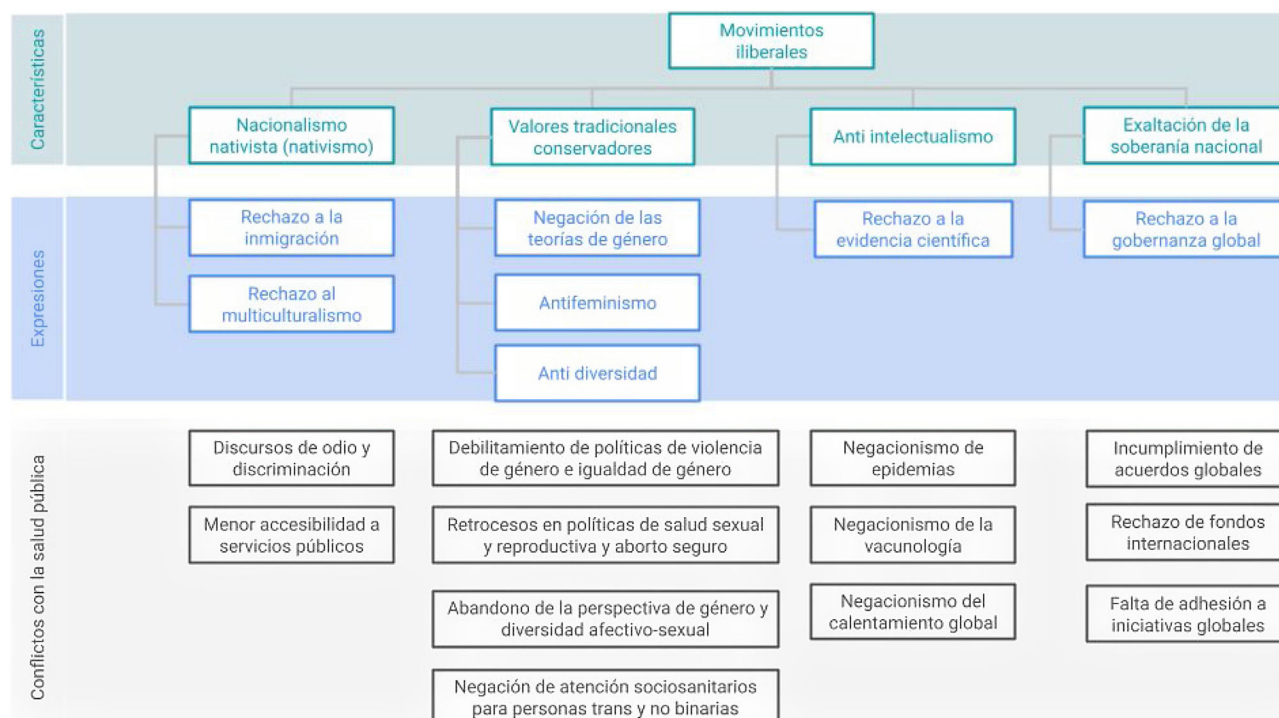 Características
Movimientos
iliberales
Nacionalismo
nativista (nativismo)
Valores tradicionales
conservadores
Anti intelectualismo
Exaltación de la
soberanía nacional
Expresiones
Rechazo a la
inmigración
Rechazo al
multiculturalismo
Negación de las
teorías de género
Antifeminismo
Anti diversidad
Rechazo a la
evidencia científica
Rechazo a la
gobernanza global
Conflictos con la salud pública
Discursos de odio y
discriminación
Menor accesibilidad a
servicios públicos
Debilitamiento de políticas de violencia
de género e igualdad de género
Retrocesos en políticas de salud sexual
y reproductiva y aborto seguro
Abandono de la perspectiva de género y
diversidad afectivo-sexual
Negación de atención sociosanitarios
para personas trans y no binarias
Negacionismo de
epidemias
Negacionismo de la
vacunología
Negacionismo del
calentamiento global
Incumplimiento de
acuerdos globales
Rechazo de fondos
internacionales
Falta de adhesión a
iniciativas globales